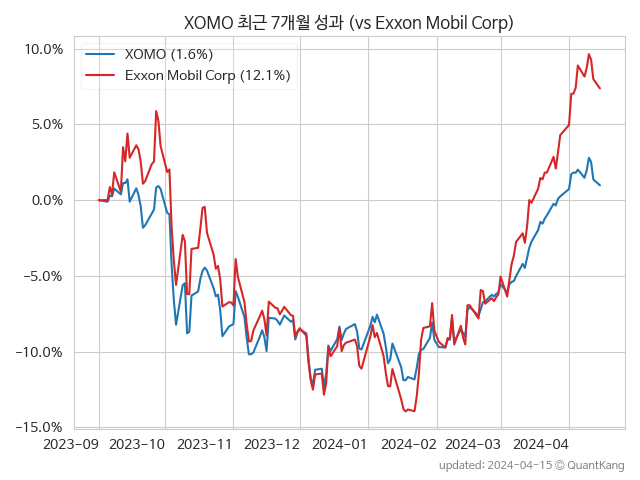 XOMO 최근 7개월 성과 (vs Exxon Mobil Corp)
XOMO (1.6%)
Exxon Mobil Corp (12.1%)
10.0%
5.0%
0.0%
−5.0%
−10.0%
−15.0%
2023−09 2023−10 2023−11 2023−12 2024−01 2024−02 2024−03 2024−04
updated: 2024-04-15 © QuantKang